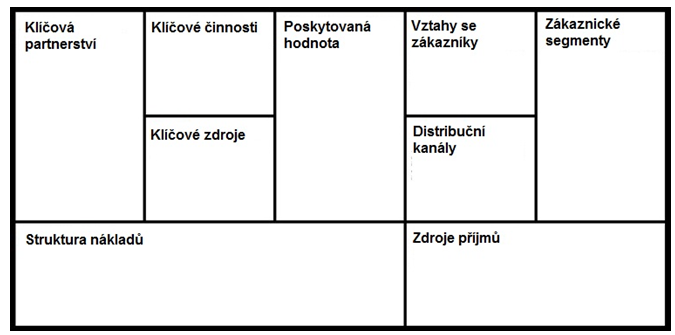 Klíčová
partnerství
Klíčové činnosti
Klíčové zdroje
Poskytovaná
hodnota
Vztahy se
zákazníky
Distribuční
kanály
Zákaznické
segmenty
Struktura nákladů
Zdroje příjmů